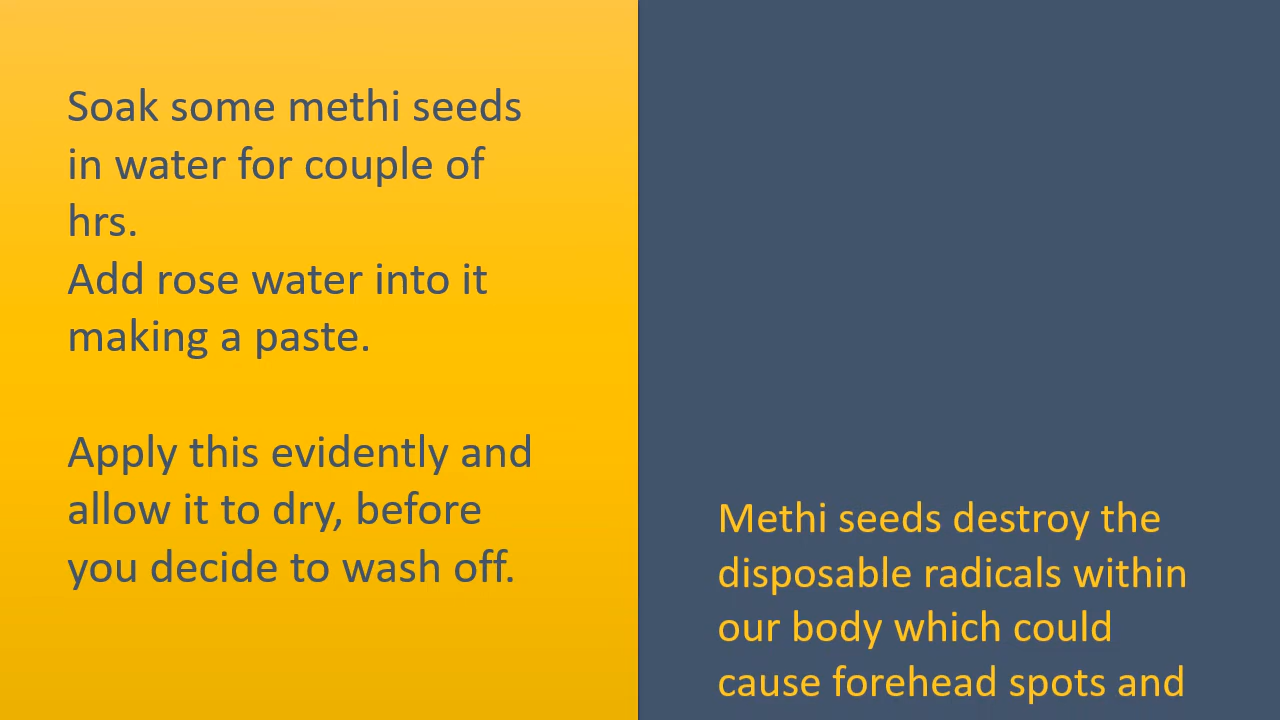 Soak some methi seeds
in water for couple of
hrs.
Add rose water into it
making a paste.
Apply this evidently and
allow it to dry, before
you decide to wash off.
Methi seeds destroy the
disposable radicals within
our body which could
cause forehead spots and